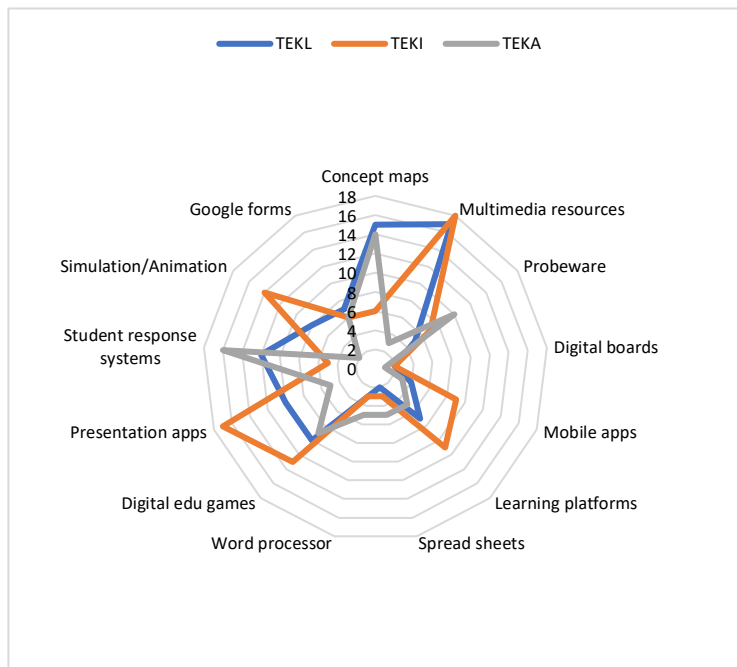 TEKL TEKI TEKA
Concept maps
Multimedia resources
Probeware
Digital boards
Mobile apps
Learning platforms
Spread sheets
Word processor
Digital edu games
Presentation apps
Student response
systems
Simulation/Animation
Google forms
18
16
14
12
10
8
6
4
2
0